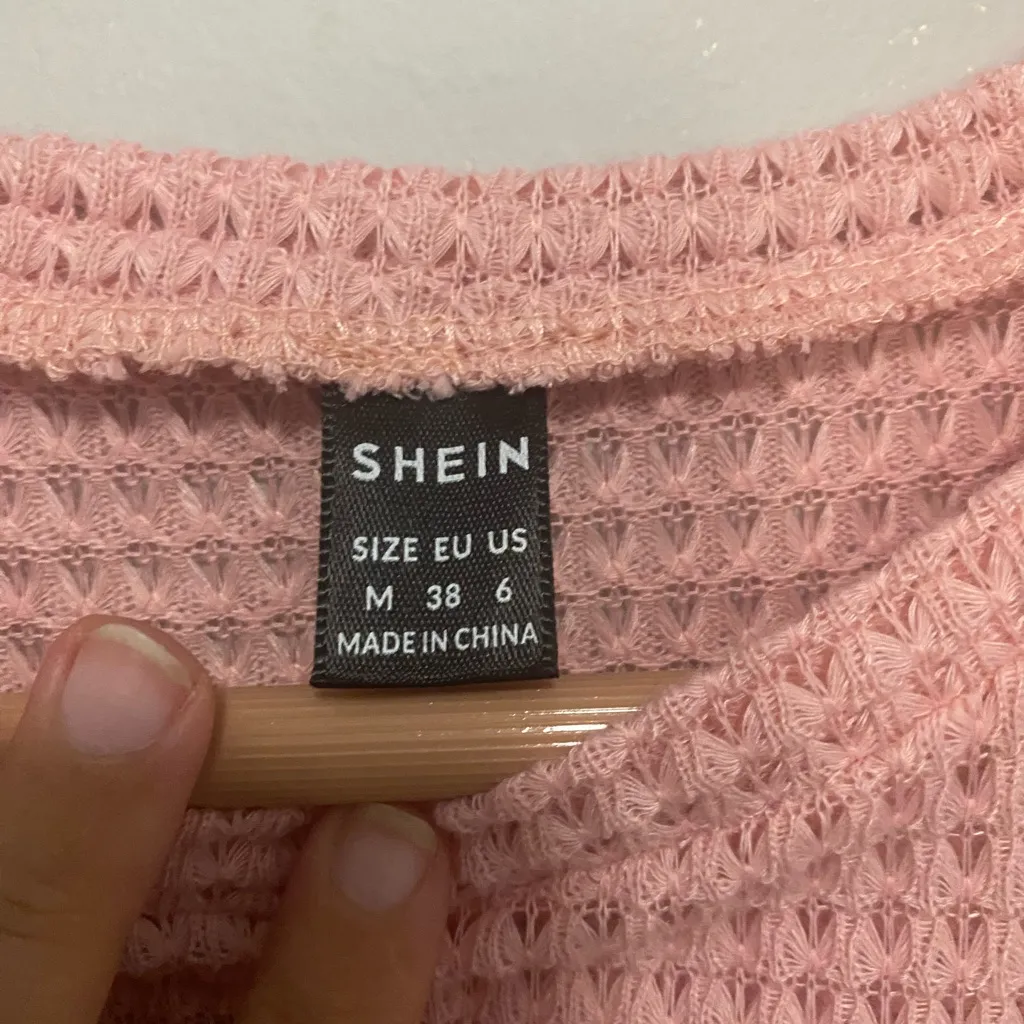 SHEIN
SIZE EU US
M 38 6
MADE IN CHINA